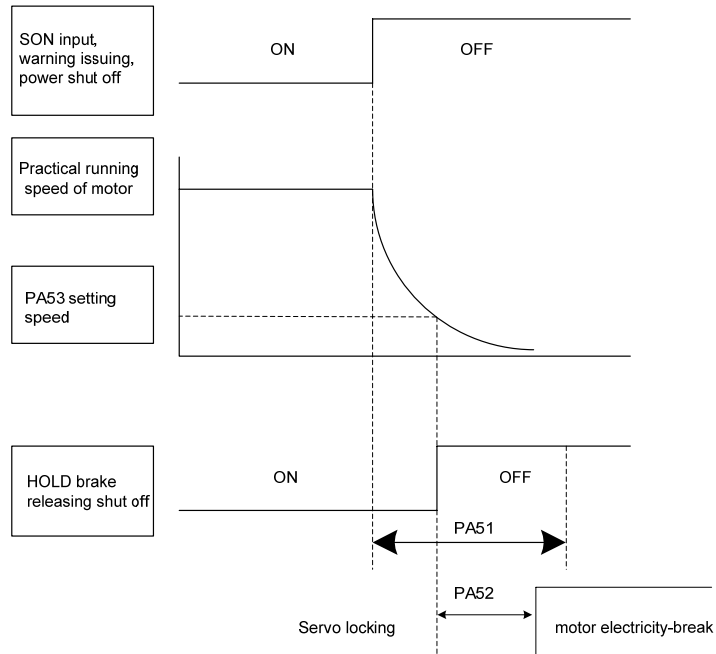 SON input,
warning issuing,
power shut off
ON
OFF
Practical running
speed of motor
PA53 setting
speed
HOLD brake
releasing shut off
ON
OFF
PA51
PA52
Servo locking
motor electricity-break